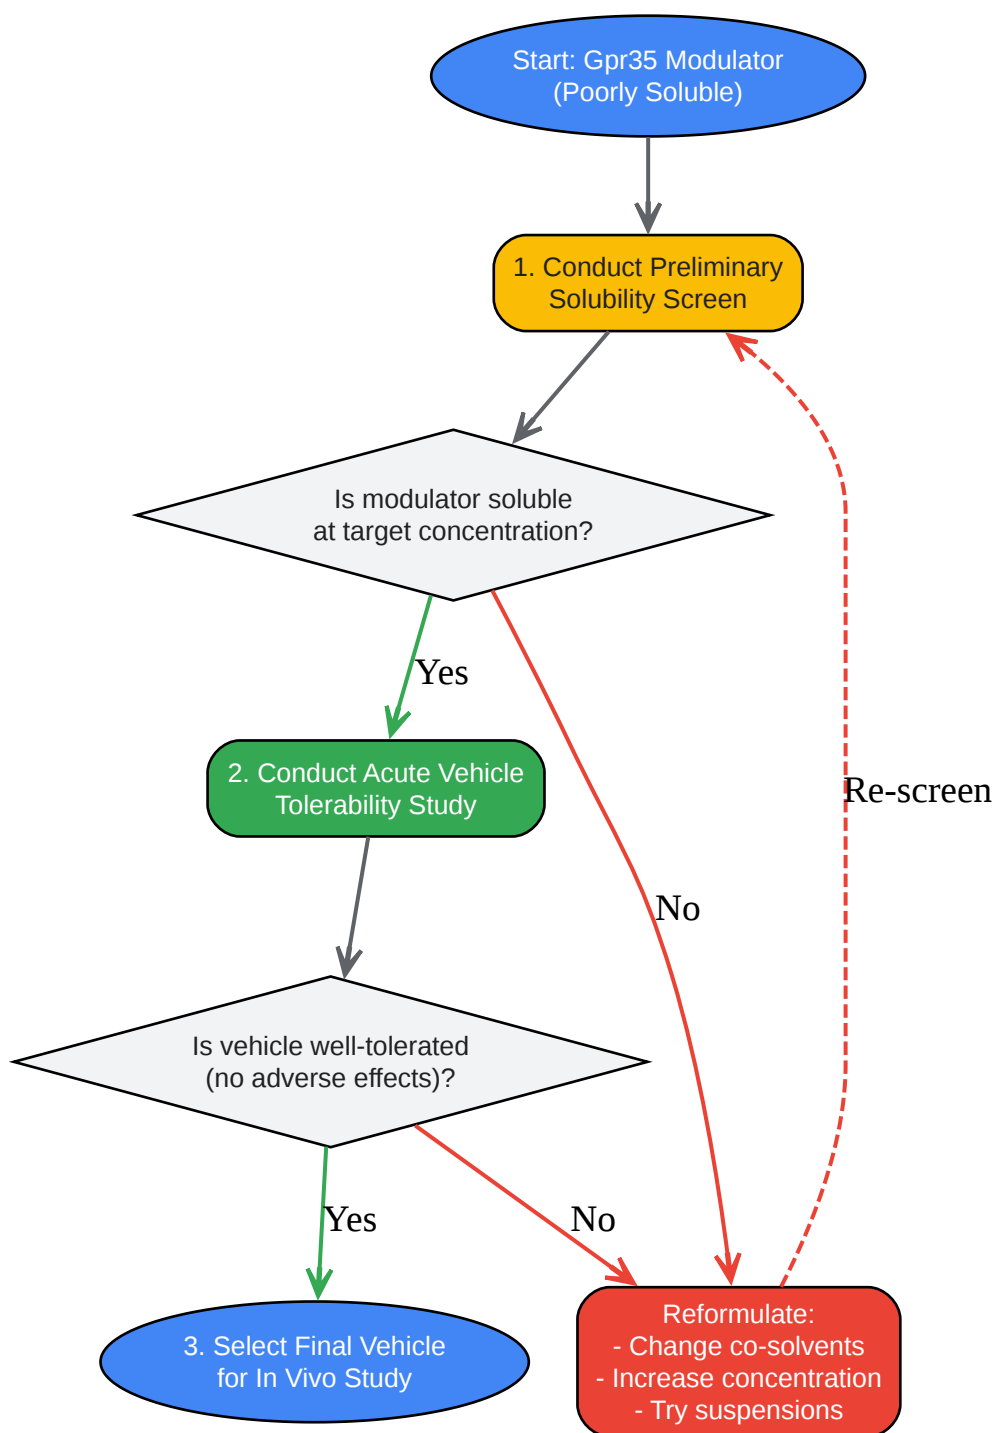 Start: Gpr35 Modulator
(Poorly Soluble)
1. Conduct Preliminary
Solubility Screen
Is modulator soluble
at target concentration?
Yes
2. Conduct Acute Vehicle
Tolerability Study
Re-screen
No
Is vehicle well-tolerated
(no adverse effects)?
Yes
No
3. Select Final Vehicle
for In Vivo Study
Reformulate:
- Change co-solvents
- Increase concentration
- Try suspensions